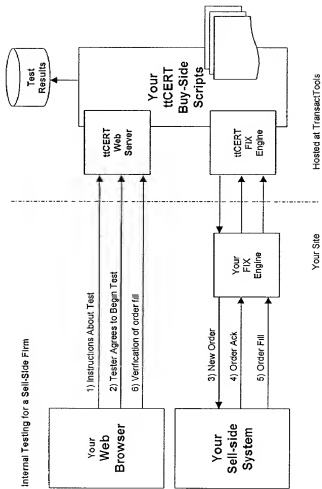 Internal Testing for a Sell-Side Firm
Your
Web
Browser
1) Instructions About Test
2) Tester Agrees to Begin Test
6) Verification of order fill
ttCERT
Web
Server
Test
Results
Your
ttCERT
Buy-Side
Scripts
Your
Sell-side
System
3) New Order
4) Order Ack
5) Order Fill
Your
FIX
Engine
ttCERT
FIX
Engine
Your Site
Hosted at TransactTools